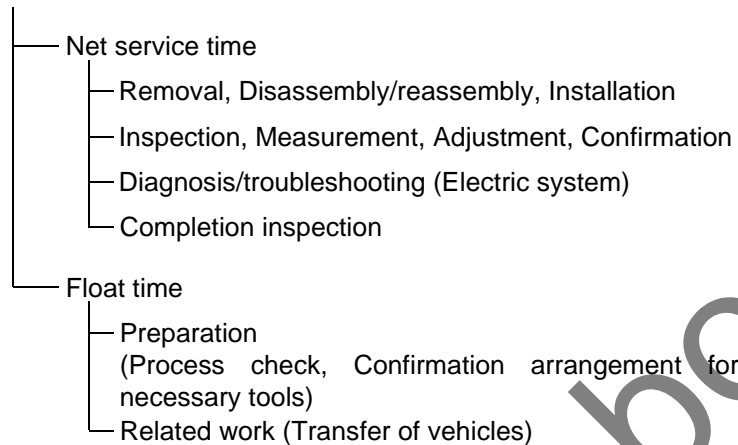 Net service time
Removal, Disassembly/reassembly, Installation
Inspection, Measurement, Adjustment, Confirmation
Diagnosis/troubleshooting (Electric system)
Completion inspection
Float time
Preparation
(Process check, Confirmation arrangement for
necessary tools)
Related work (Transfer of vehicles)